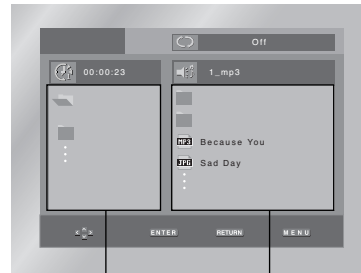 Off
00:00:23
1_mp3
MP3 Because You
JPG Sad Day
ENTER RETURN MENU